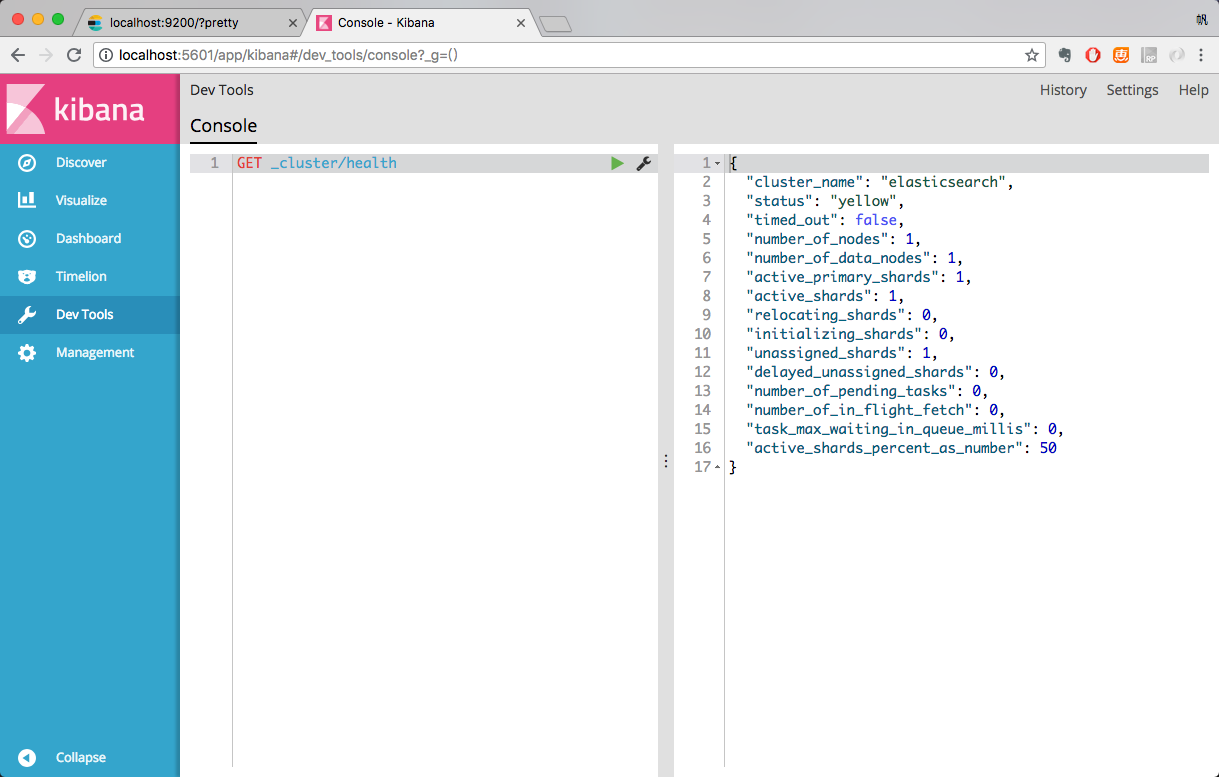 localhost:9200/?pretty
Console - Kibana
帆
localhost:5601/app/kibana#/dev_tools/console?_g=()
惠
RP
kibana
Dev Tools
History Settings Help
Console
Discover
Visualize
Dashboard
Timelion
Dev Tools
Management
Collapse
1 GET _cluster/health
1 {
2 "cluster_name": "elasticsearch",
3 "status": "yellow",
4 "timed_out": false,
5 "number_of_nodes": 1,
6 "number_of_data_nodes": 1,
7 "active_primary_shards": 1,
8 "active_shards": 1,
9 "relocating_shards": 0,
10 "initializing_shards": 0,
11 "unassigned_shards": 1,
12 "delayed_unassigned_shards": 0,
13 "number_of_pending_tasks": 0,
14 "number_of_in_flight_fetch": 0,
15 "task_max_waiting_in_queue_millis": 0,
16 "active_shards_percent_as_number": 50
17 }